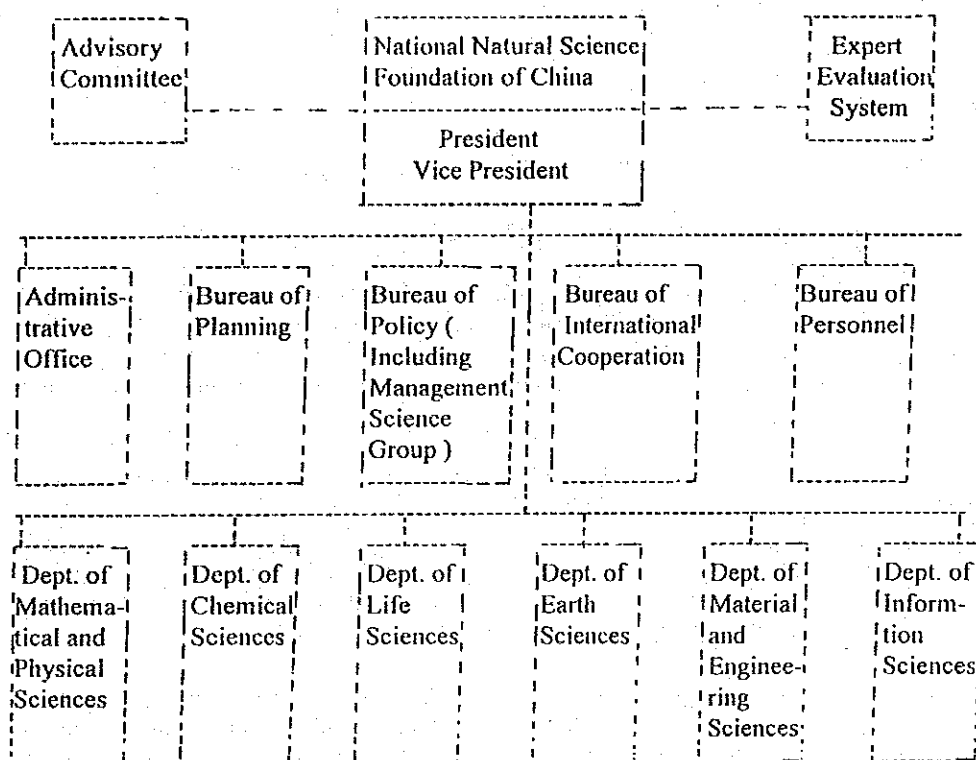 Advisory
Committee
National Natural Science
Foundation of China
President
Vice President
Expert
Evaluation
System
Adminis-
trative
Office
Bureau of
Planning
Bureau of
Policy (
Including
Management
Science
Group )
Bureau of
International
Cooperation
Bureau of
Personnel
Dept. of
Mathema-
tical and
Physical
Sciences
Dept. of
Chemical
Sciences
Dept. of
Life
Sciences
Dept. of
Earth
Sciences
Dept. of
Material
and
Enginee-
ring
Sciences
Dept. of
Inform-
tion
Sciences